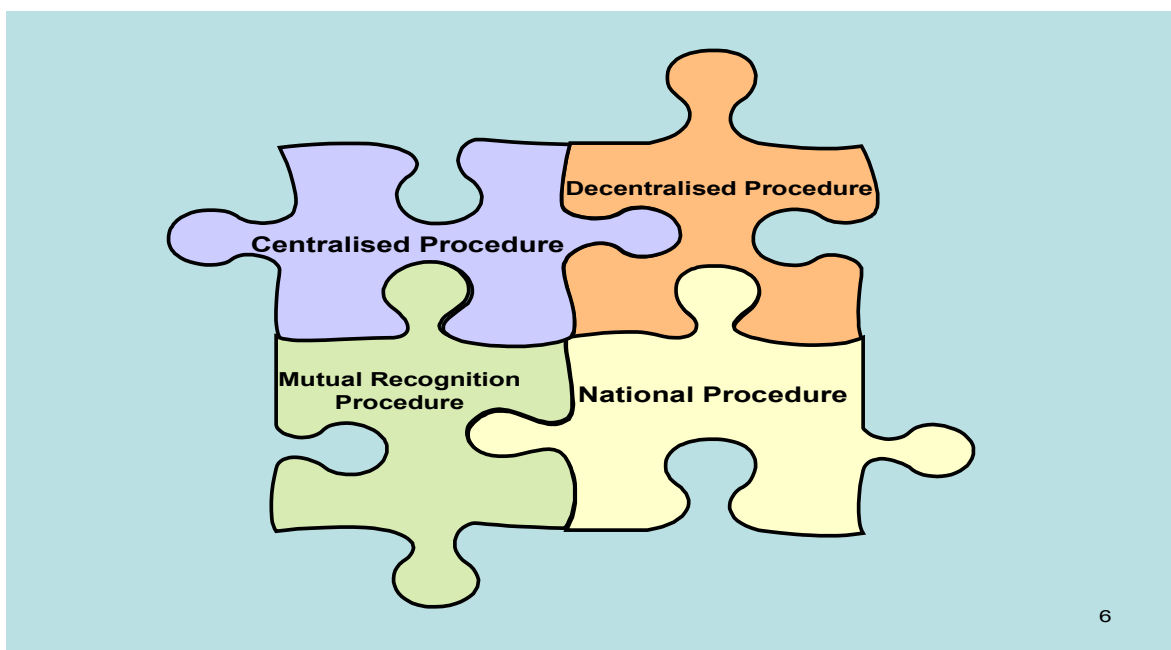 Decentralised Procedure
Centralised Procedure
Mutual Recognition
Procedure
National Procedure
6